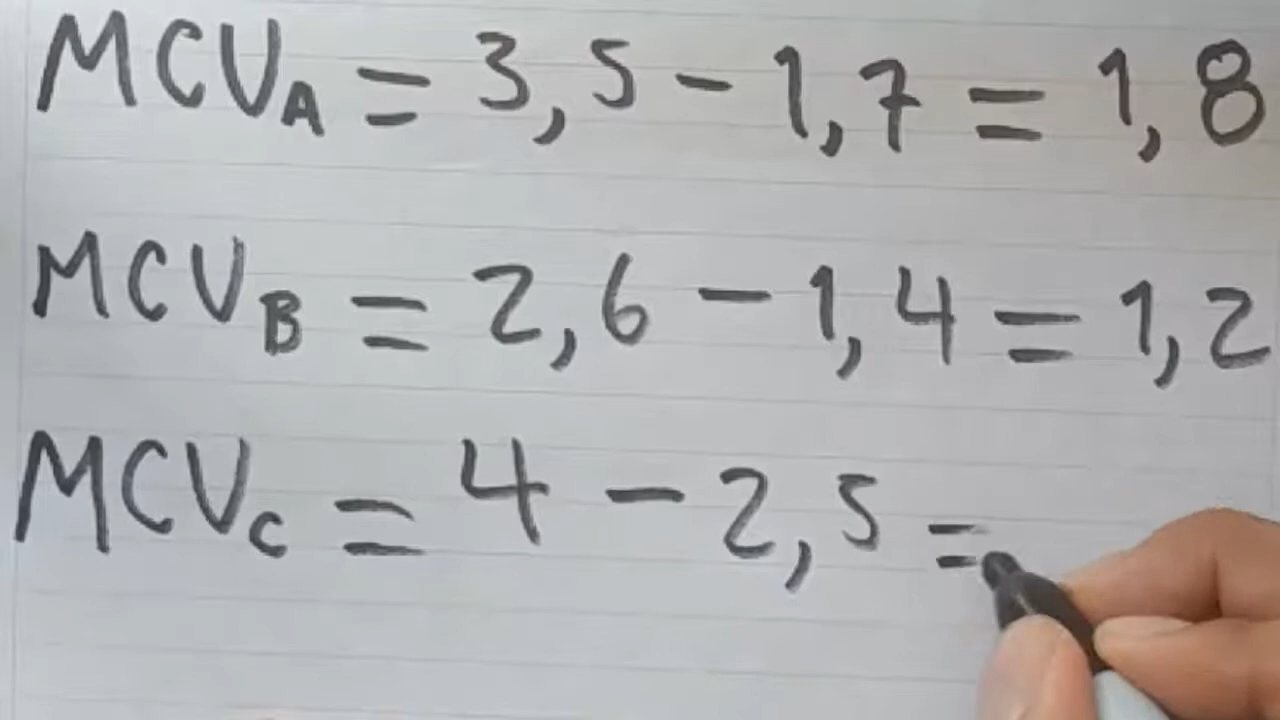 MCVA = 3,5 - 1,7 = 1,8
MCVB = 2,6 - 1,4 = 1,2
MCVC = 4 - 2,5 =